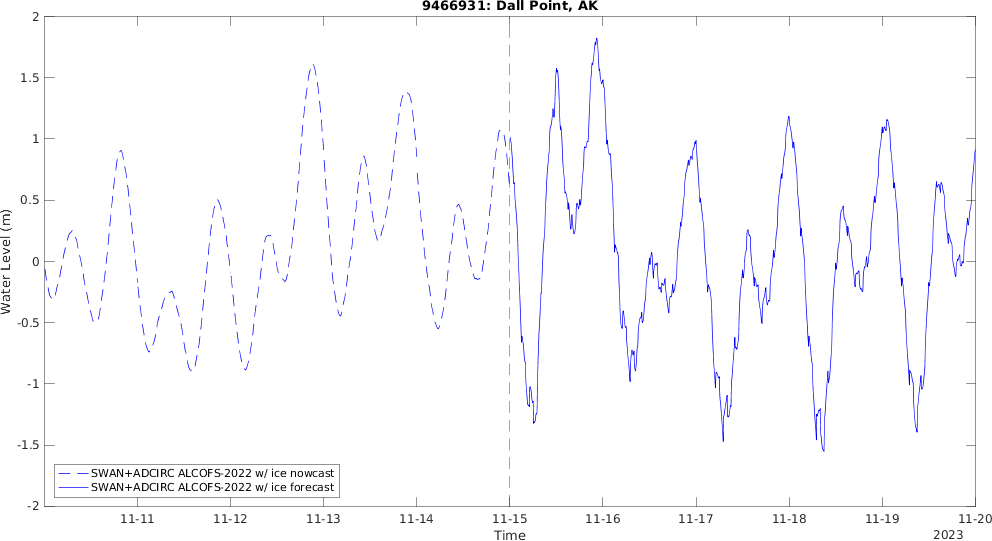 9466931: Dall Point, AK
2
1.5
1
0.5
0
-0.5
-1
-1.5
-2
Water Level (m)
SWAN+ADCIRC ALCOFS-2022 w/ ice nowcast
SWAN+ADCIRC ALCOFS-2022 w/ ice forecast
11-11 11-12 11-13 11-14 11-15 11-16 11-17 11-18 11-19 11-20
Time
2023